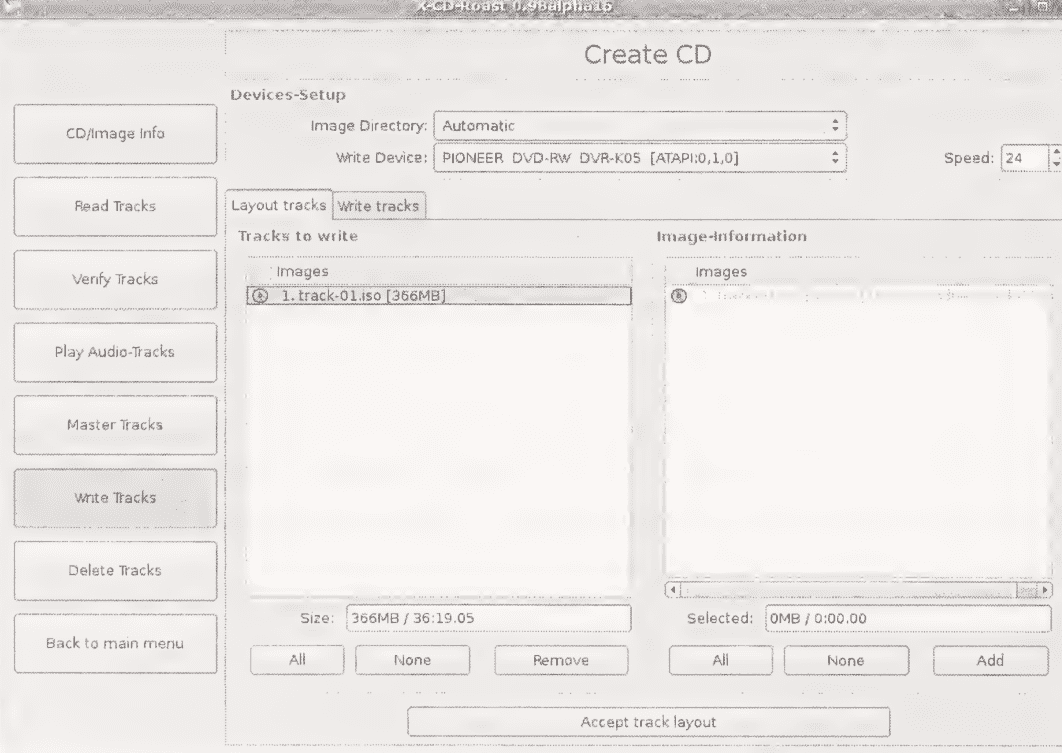 X-CD-Roast 0.98alpha15
Create CD
Devices-Setup
CD/Image Info
Image Directory: Automatic
Write Device: PIONEER DVD-RW DVR-K05 [ATAPI:0,1,0] Speed: 24
Read Tracks
Layout tracks Write tracks
Tracks to write Image-Information
Verify Tracks
Images Images
1. track-01.iso [366MB]
Play Audio-Tracks
Master Tracks
Write Tracks
Delete Tracks
Size: 366MB / 36:19.05 Selected: 0MB / 0:00.00
Back to main menu
All None Remove All None Add
Accept track layout